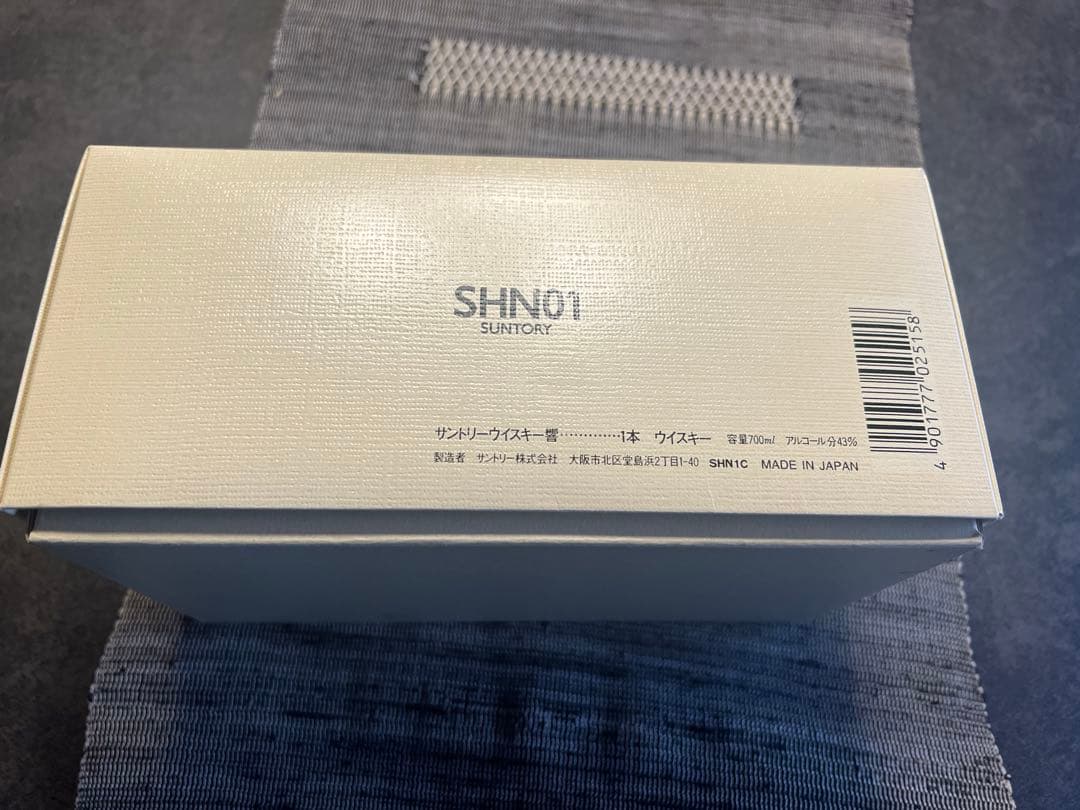 SHN01
SUNTORY
サントリーウイスキー響‥‥‥‥‥‥1本 ウイスキー 容量700ml アルコール分43%
製造者 サントリー株式会社 大阪市北区堂島浜2丁目1-40 SHN1C MADE IN JAPAN
4 901777 025158